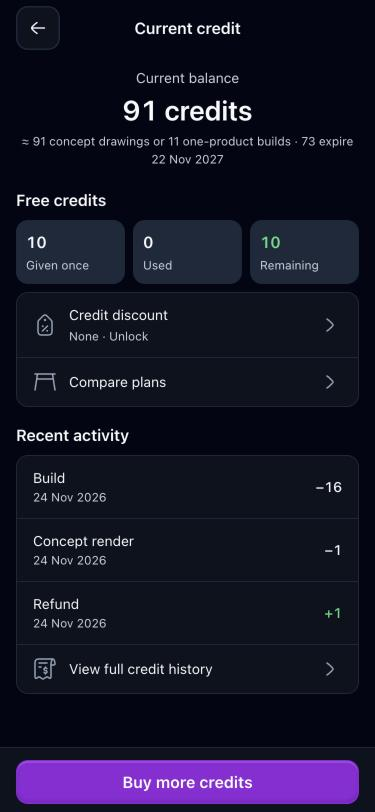 Current credit
Current balance
91 credits
≈ 91 concept drawings or 11 one-product builds · 73 expire
22 Nov 2027
Free credits
10
Given once
0
Used
10
Remaining
Credit discount
None · Unlock
Compare plans
Recent activity
Build
24 Nov 2026
−16
Concept render
24 Nov 2026
−1
Refund
24 Nov 2026
+1
View full credit history
Buy more credits